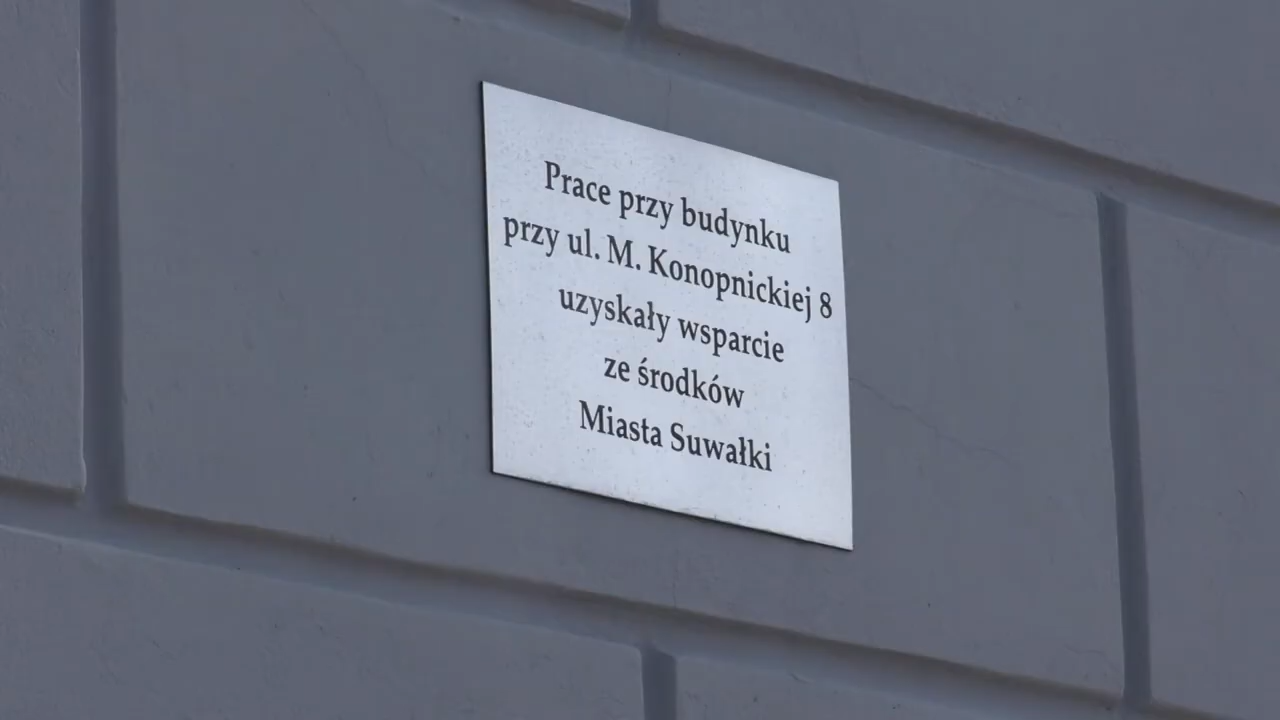 Prace przy budynku
przy ul. M. Konopnickiej 8
uzyskały wsparcie
ze środków
Miasta Suwałki